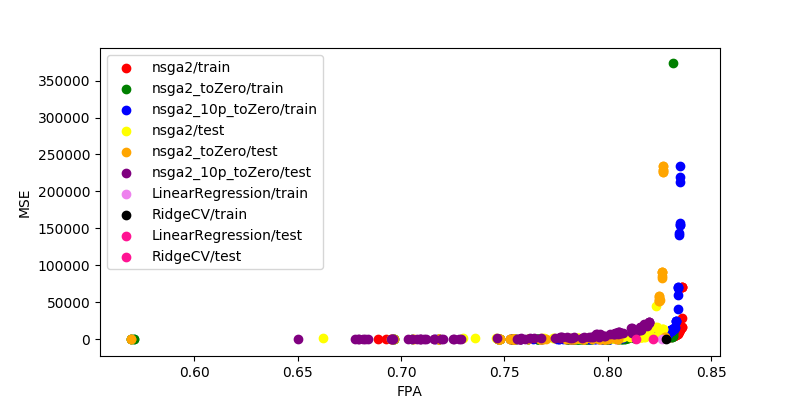 350000
300000
250000
200000
150000
100000
50000
0
MSE
nsga2/train
nsga2_toZero/train
nsga2_10p_toZero/train
nsga2/test
nsga2_toZero/test
nsga2_10p_toZero/test
LinearRegression/train
RidgeCV/train
LinearRegression/test
RidgeCV/test
0.60 0.65 0.70 0.75 0.80 0.85
FPA